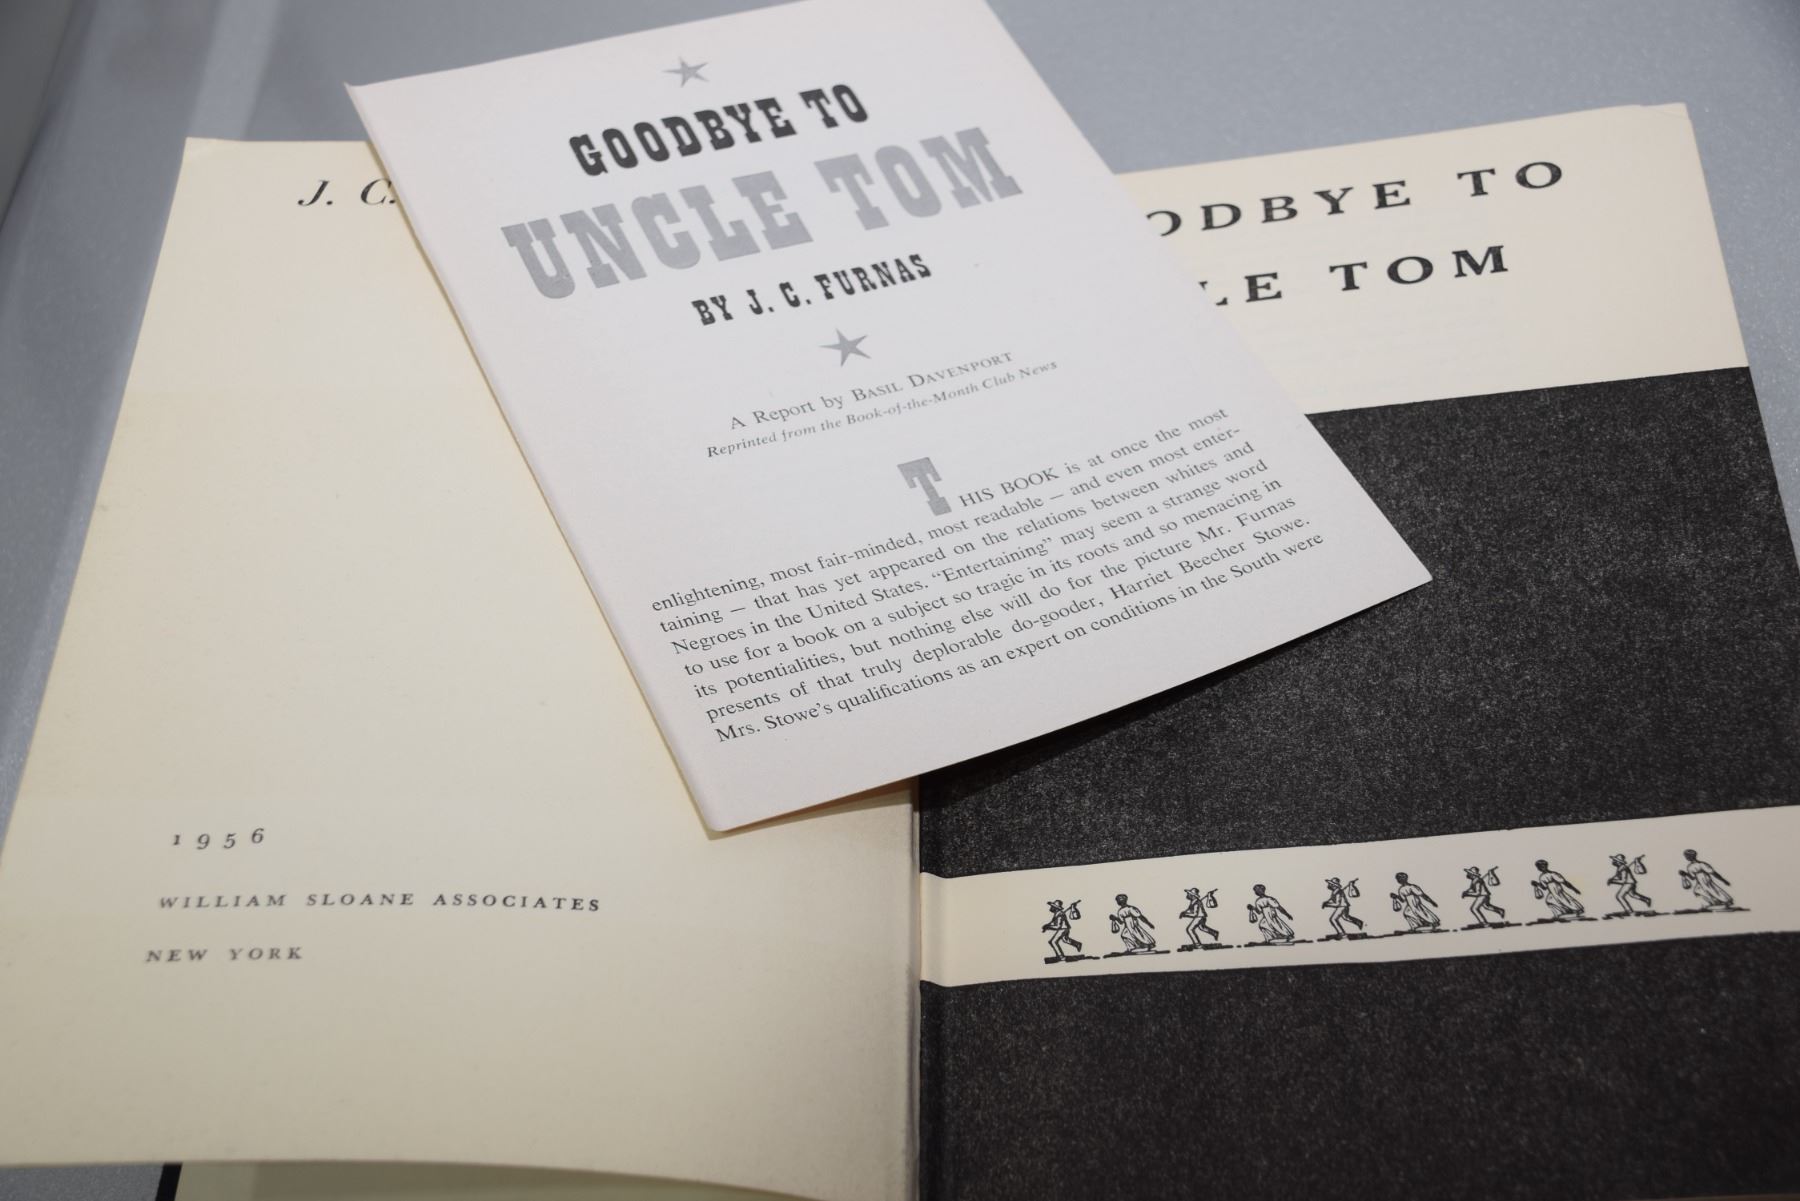 J. C.
1956
WILLIAM SLOANE ASSOCIATES
NEW YORK
GOODBYE TO
UNCLE TOM
BY J. C. FURNAS
A Report by BASIL DAVENPORT
Reprinted from the Book-of-the-Month Club News
THIS BOOK is at once the most
enlightening, most fair-minded, most readable — and even most enter-
taining — that has yet appeared on the relations between whites and
Negroes in the United States. “Entertaining” may seem a strange word
to use for a book on a subject so tragic in its roots and so menacing in
its potentialities, but nothing else will do for the picture Mr. Furnas
presents of that truly deplorable do-gooder, Harriet Beecher Stowe.
Mrs. Stowe’s qualifications as an expert on conditions in the South were
ODBYE TO
LE TOM